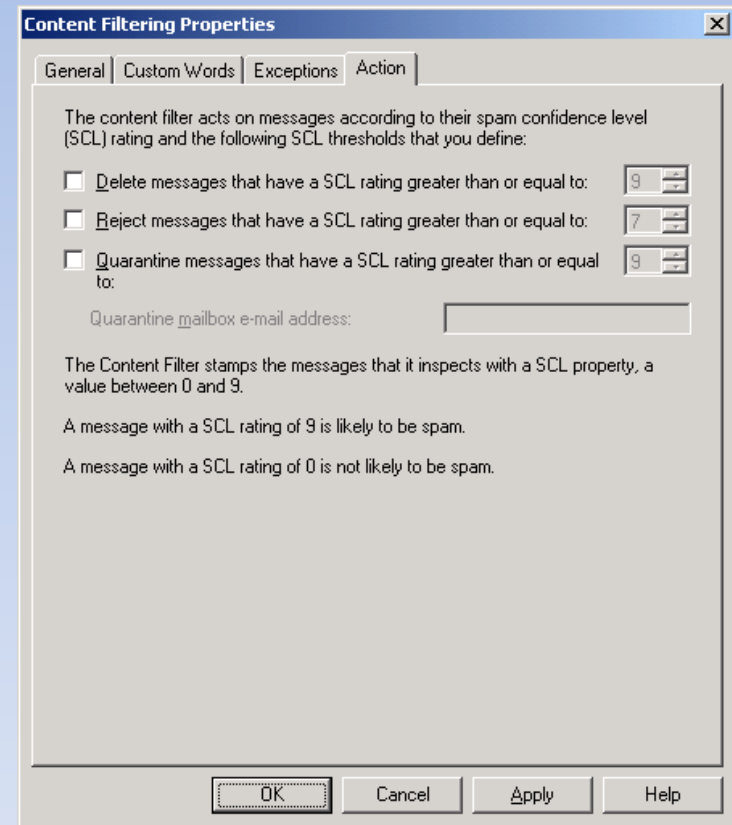 Content Filtering Properties
General Custom Words Exceptions Action
The content filter acts on messages according to their spam confidence level
(SCL) rating and the following SCL thresholds that you define:
Delete messages that have a SCL rating greater than or equal to: 9
Reject messages that have a SCL rating greater than or equal to: 7
Quarantine messages that have a SCL rating greater than or equal 9
to:
Quarantine mailbox e-mail address:
The Content Filter stamps the messages that it inspects with a SCL property, a
value between 0 and 9.
A message with a SCL rating of 9 is likely to be spam.
A message with a SCL rating of 0 is not likely to be spam.
OK Cancel Apply Help